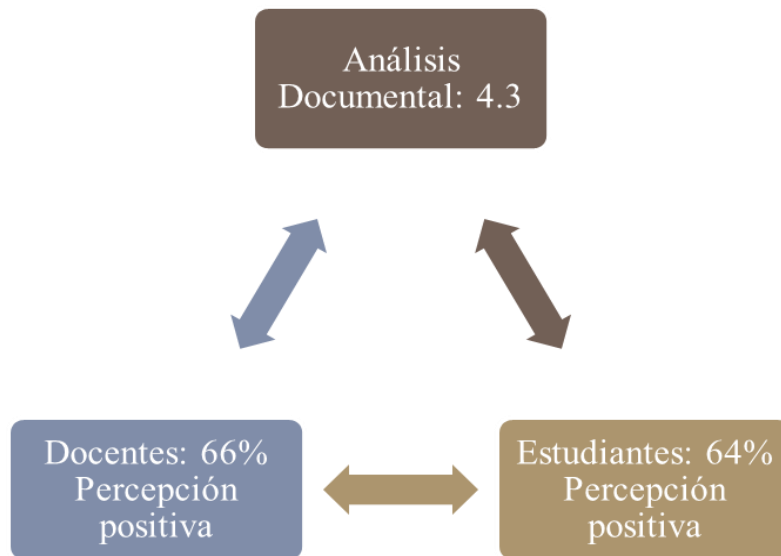 Análisis
Documental: 4.3
Docentes: 66%
Percepción
positiva
Estudiantes: 64%
Percepción
positiva